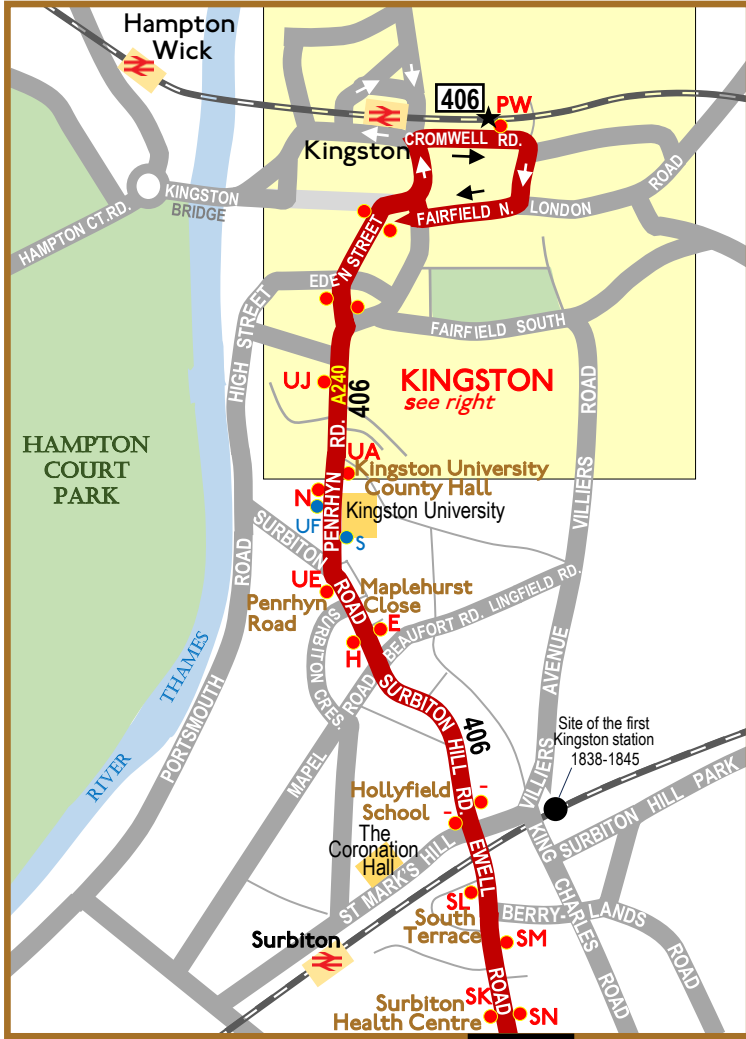 Hampton
Wick
406
PW
CROMWELL RD.
Kingston
KINGSTON
BRIDGE
HAMPTON CT.RD.
FAIRFIELD N.
LONDON
ROAD
EDEN STREET
HIGH STREET
FAIRFIELD SOUTH
UJ
A240
406
KINGSTON
see right
VILLIERS
ROAD
HAMPTON
COURT
PARK
PENRHYN RD.
UA
Kingston University
County Hall
N
UF
Kingston University
S
SURBITON
ROAD
UE
Penrhyn
Road
Maplehurst
Close
E
H
BEAUFORT RD.
LINGFIELD RD.
SURBITON CRES.
ROAD
PORTSMOUTH
RIVER
THAMES
MAPEL
ROAD
SURBITON HILL RD.
406
VILLIERS
AVENUE
Site of the first
Kingston station
1838-1845
Hollyfield
School
-
-
The
Coronation
Hall
ST MARK'S HILL
SURBITON HILL PARK
KING
CHARLES
ROAD
EWELL
ROAD
SL
South
Terrace
SM
BERRY-LANDS
ROAD
Surbiton
SK
Surbiton
Health Centre
SN